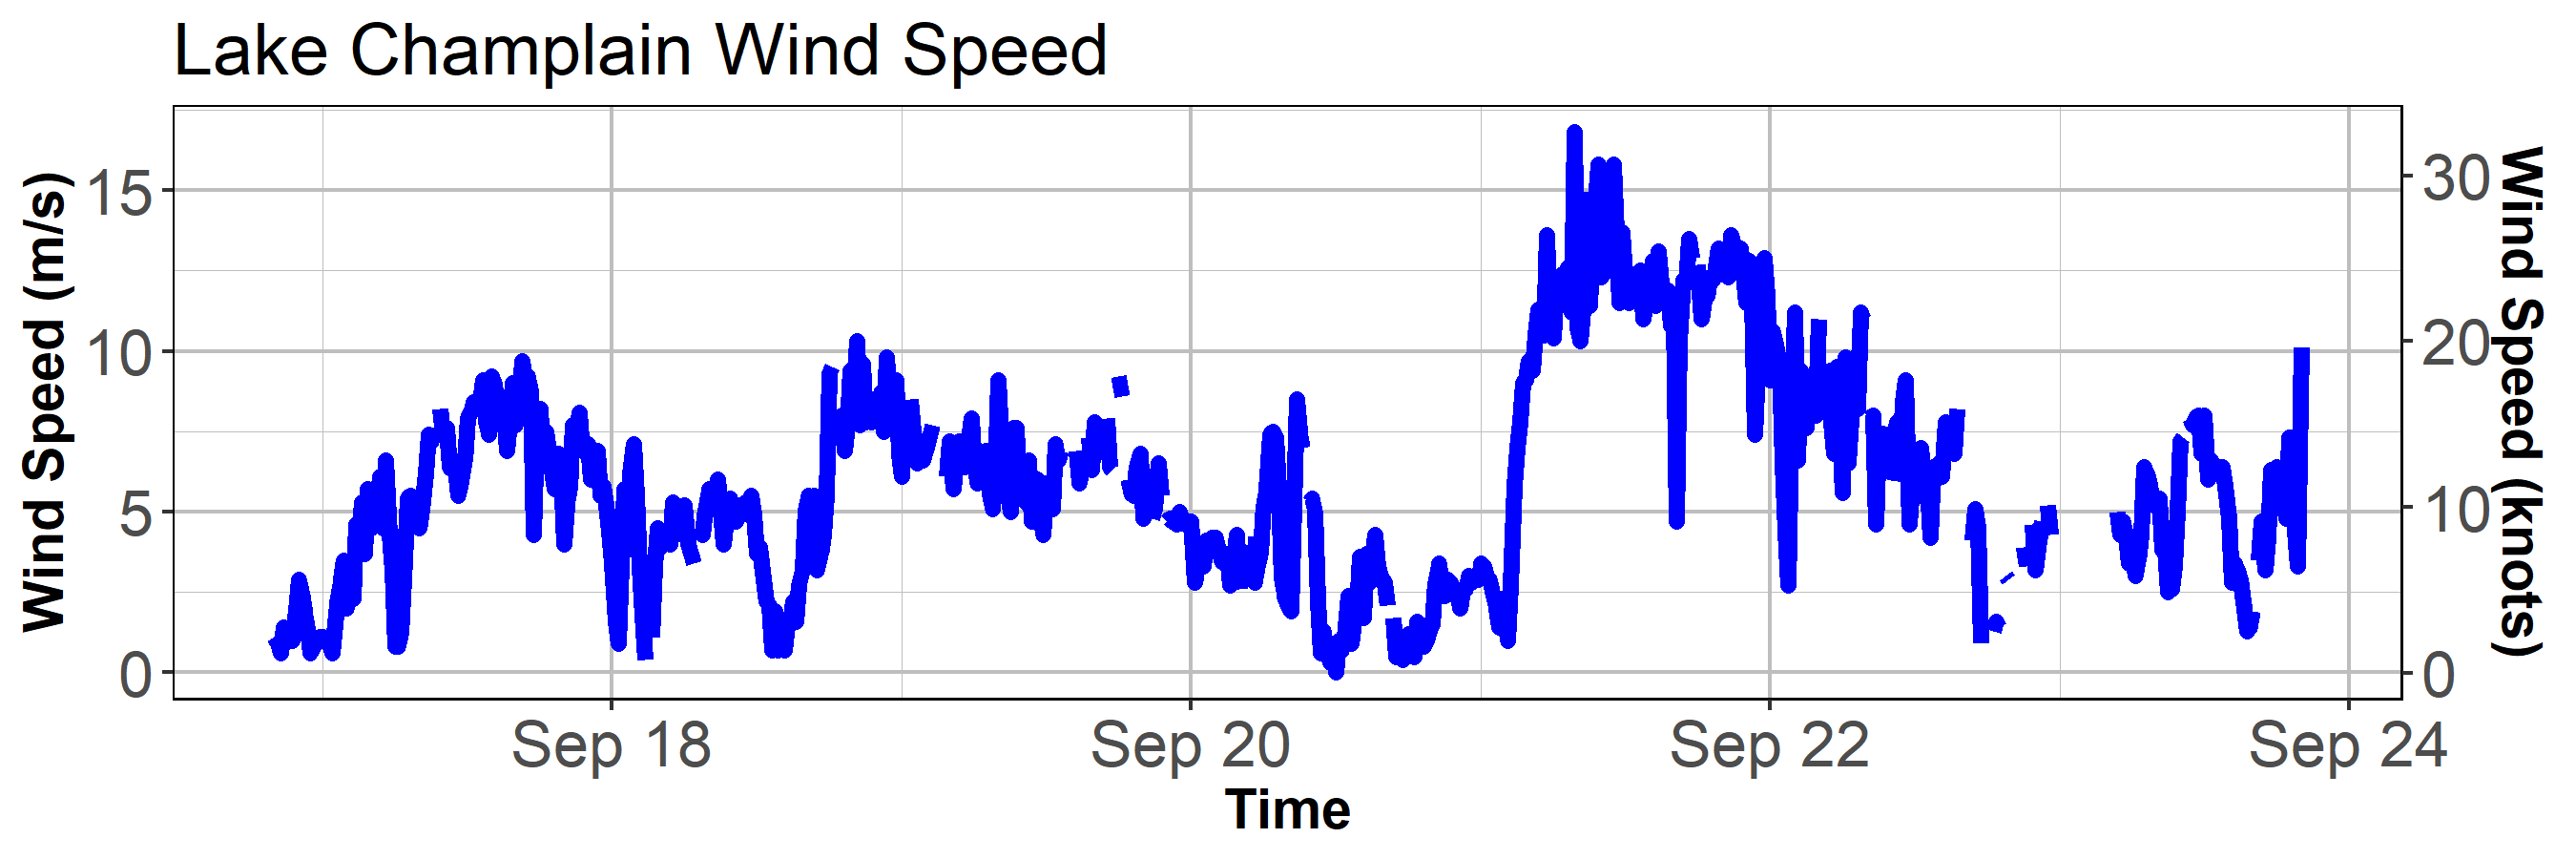 Lake Champlain Wind Speed
Wind Speed (m/s)
15
10
5
0
30
20
10
0
Wind Speed (knots)
Sep 18
Sep 20
Sep 22
Sep 24
Time